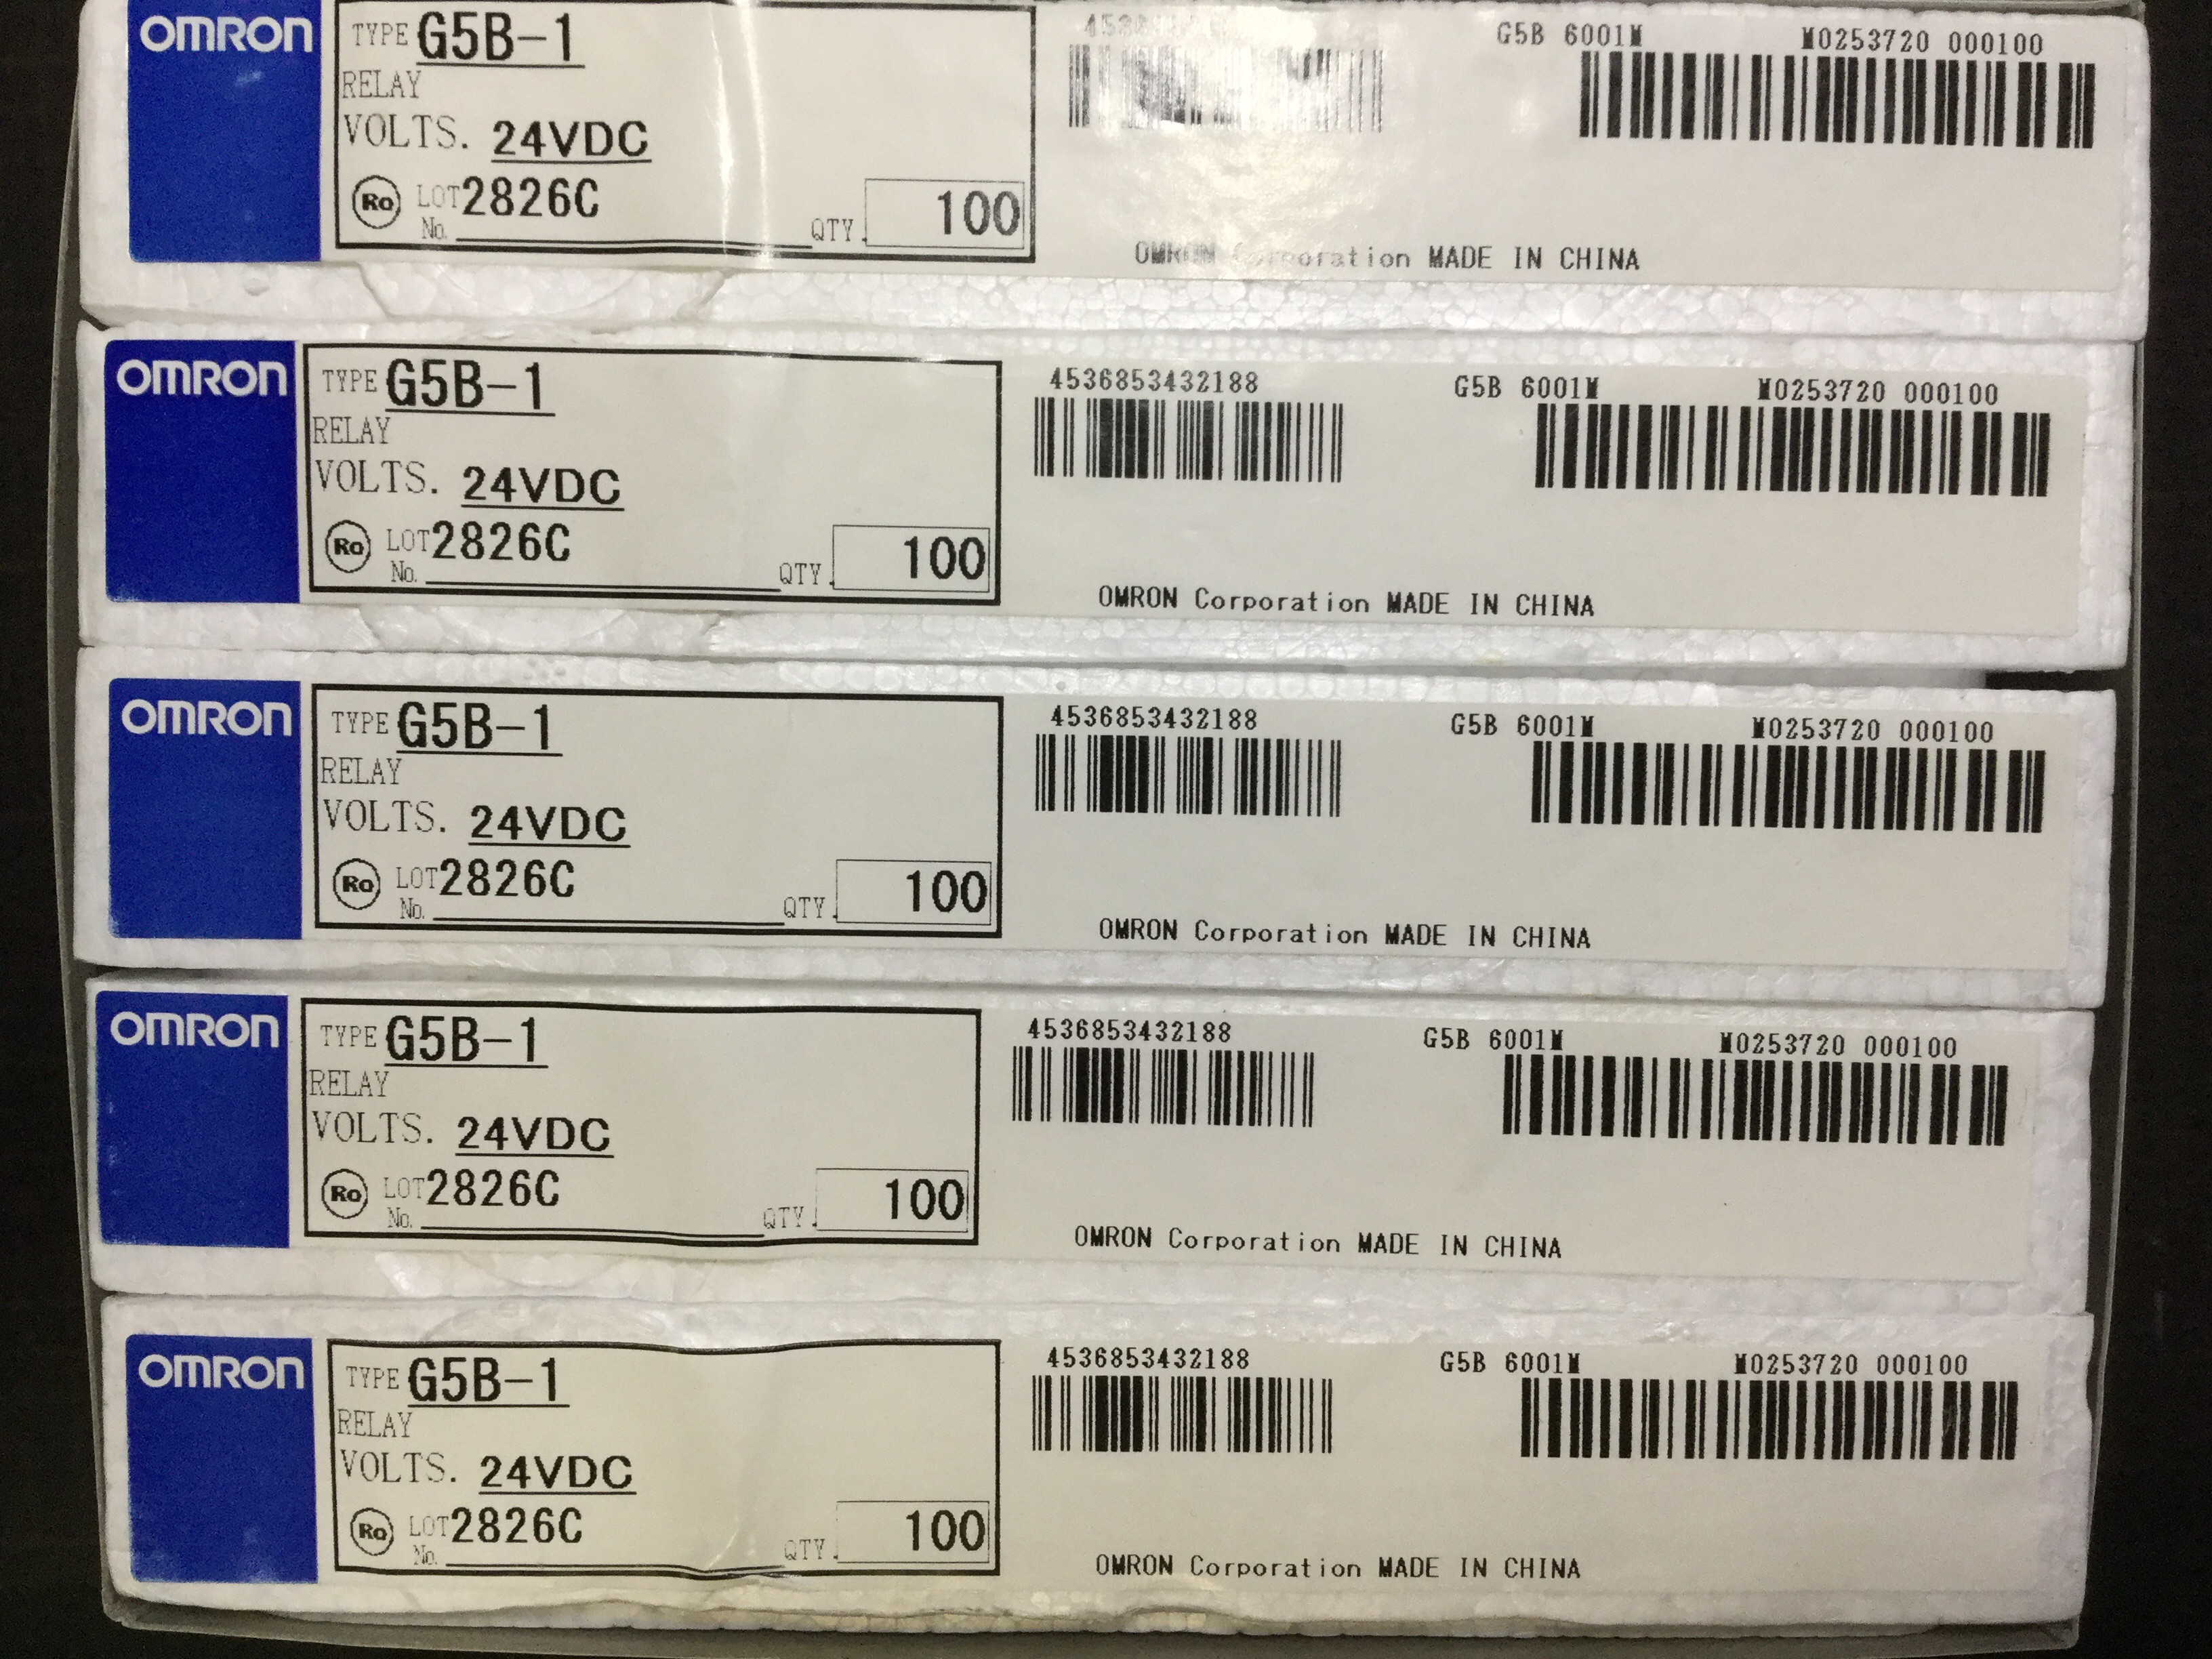 OMRON TYPE G5B-1 G5B 6001M M0253720 000100
RELAY
VOLTS. 24VDC
Ro LOT No. 2826C QTY. 100
OMRON Corporation MADE IN CHINA
OMRON TYPE G5B-1 4536853432188 G5B 6001M M0253720 000100
RELAY
VOLTS. 24VDC
Ro LOT No. 2826C QTY. 100
OMRON Corporation MADE IN CHINA
OMRON TYPE G5B-1 4536853432188 G5B 6001M M0253720 000100
RELAY
VOLTS. 24VDC
Ro LOT No. 2826C QTY. 100
OMRON Corporation MADE IN CHINA
OMRON TYPE G5B-1 4536853432188 G5B 6001M M0253720 000100
RELAY
VOLTS. 24VDC
Ro LOT No. 2826C QTY. 100
OMRON Corporation MADE IN CHINA
OMRON TYPE G5B-1 4536853432188 G5B 6001M M0253720 000100
RELAY
VOLTS. 24VDC
Ro LOT No. 2826C QTY. 100
OMRON Corporation MADE IN CHINA